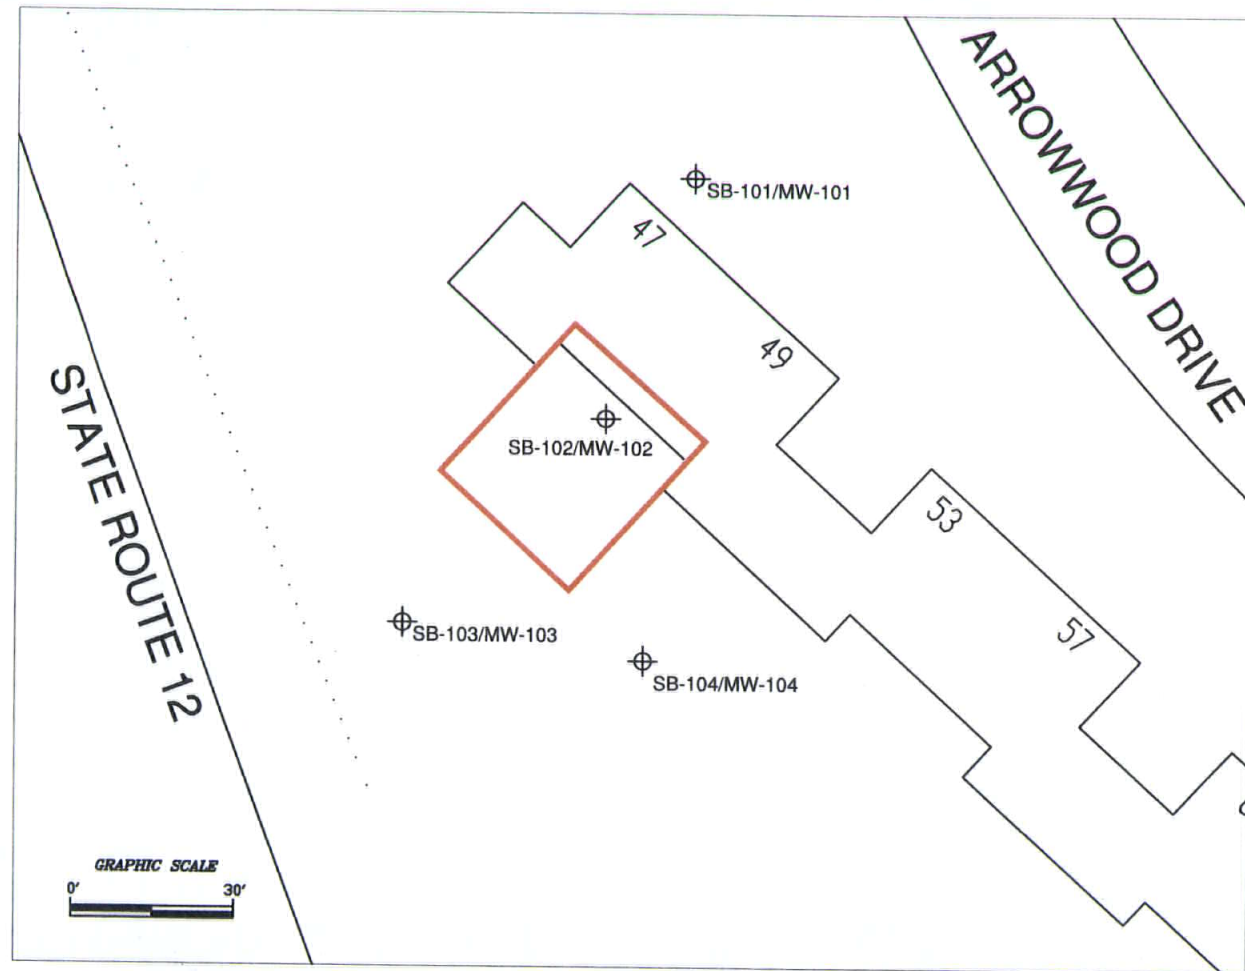 ARROWWOOD DRIVE
SB-101/MW-101
47
49
SB-102/MW-102
STATE ROUTE 12
53
57
SB-103/MW-103
SB-104/MW-104
GRAPHIC SCALE
0' 30'